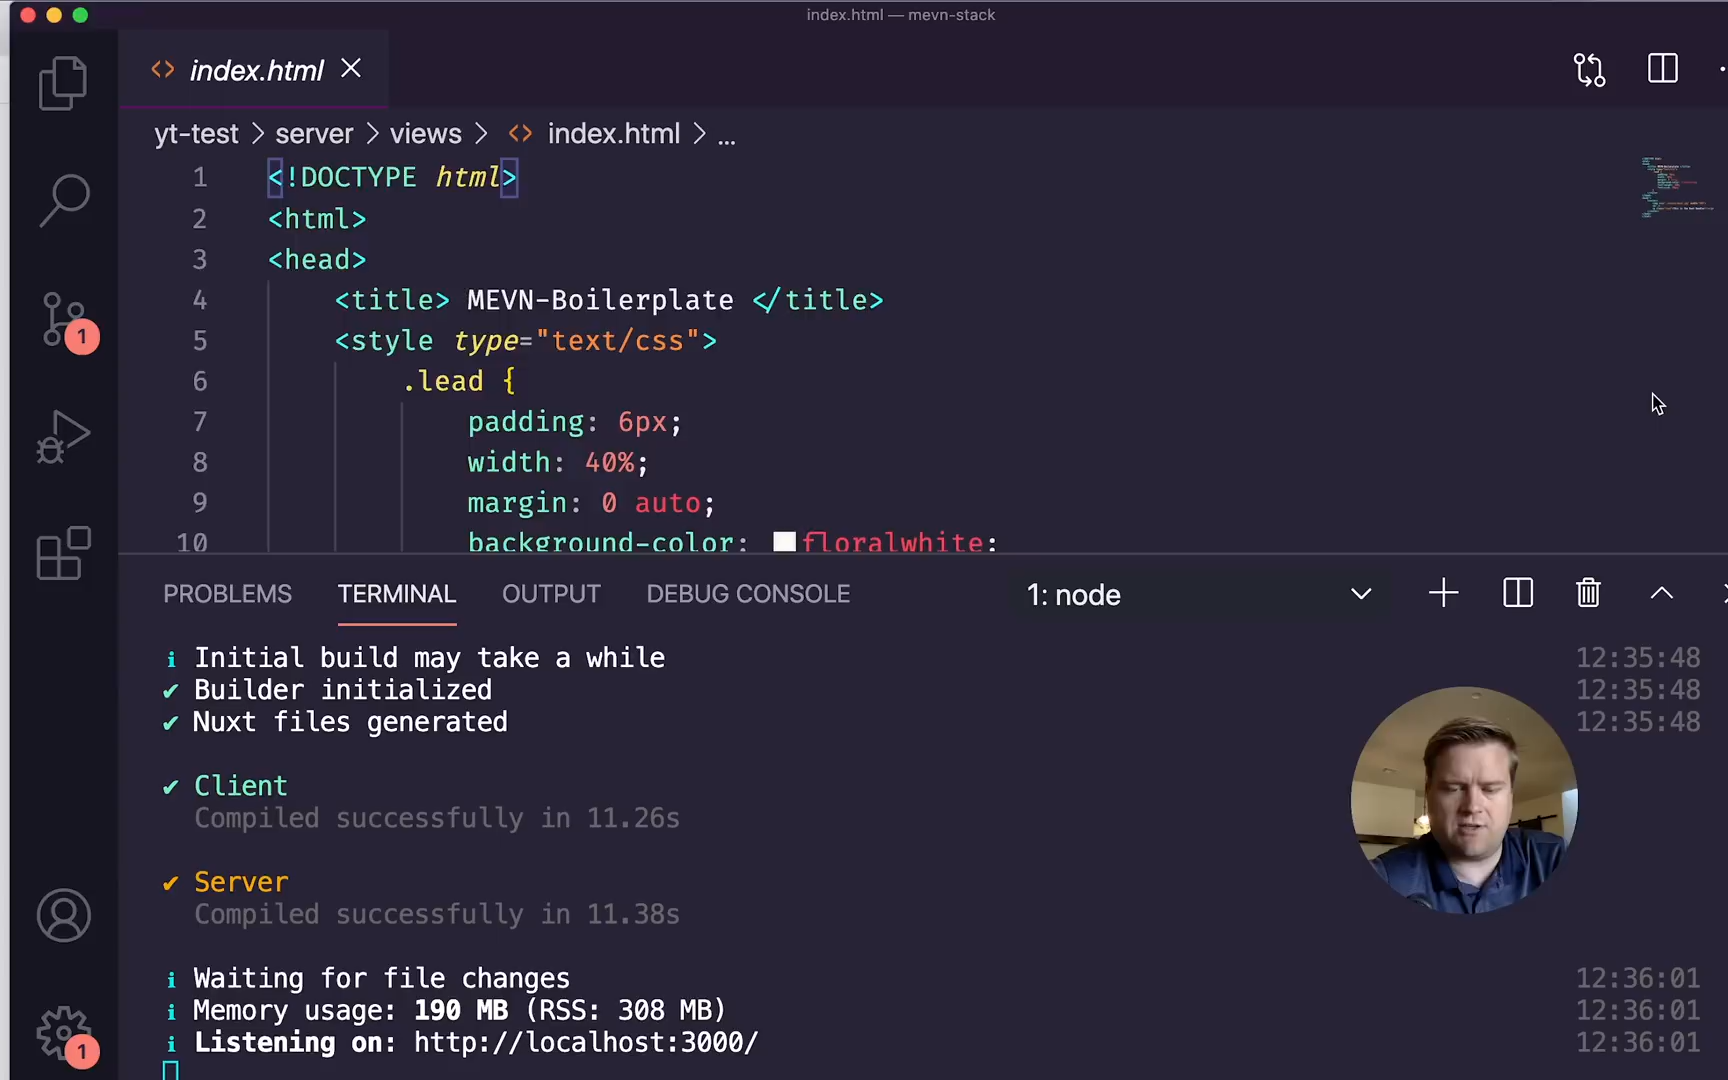 index.html — mevn-stack
<> index.html
yt-test > server > views > <> index.html > ...
1 <!DOCTYPE html>
2 <html>
3 <head>
4 <title> MEVN-Boilerplate </title>
5 <style type="text/css">
6 .lead {
7 padding: 6px;
8 width: 40%;
9 margin: 0 auto;
10 background-color: floralwhite;
1
PROBLEMS TERMINAL OUTPUT DEBUG CONSOLE 1: node
i Initial build may take a while 12:35:48
✔ Builder initialized 12:35:48
✔ Nuxt files generated 12:35:48
✔ Client
Compiled successfully in 11.26s
✔ Server
Compiled successfully in 11.38s
i Waiting for file changes 12:36:01
i Memory usage: 190 MB (RSS: 308 MB) 12:36:01
i Listening on: http://localhost:3000/ 12:36:01
1